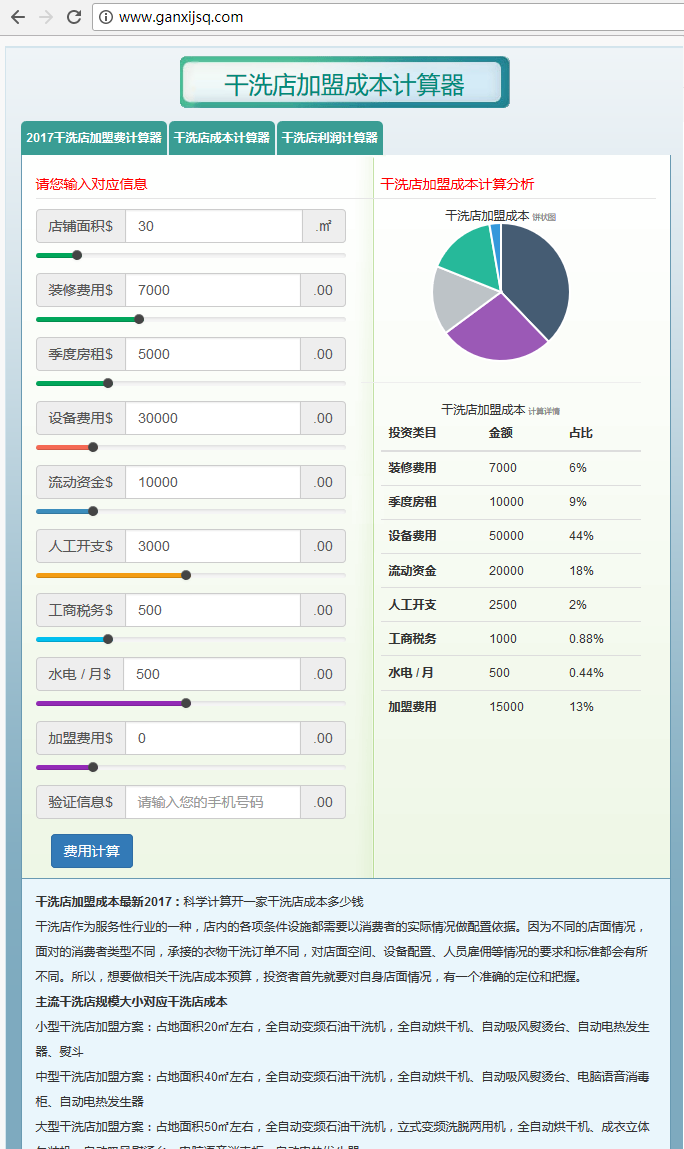 www.ganxijsq.com
干洗店加盟成本计算器
2017干洗店加盟费计算器 干洗店成本计算器 干洗店利润计算器
请您输入对应信息
店铺面积$ 30 .㎡
装修费用$ 7000 .00
季度房租$ 5000 .00
设备费用$ 30000 .00
流动资金$ 10000 .00
人工开支$ 3000 .00
工商税务$ 500 .00
水电 / 月$ 500 .00
加盟费用$ 0 .00
验证信息$ 请输入您的手机号码 .00
费用计算
干洗店加盟成本计算分析
干洗店加盟成本 饼状图
干洗店加盟成本 计算详情
投资类目 金额 占比
装修费用 7000 6%
季度房租 10000 9%
设备费用 50000 44%
流动资金 20000 18%
人工开支 2500 2%
工商税务 1000 0.88%
水电 / 月 500 0.44%
加盟费用 15000 13%
干洗店加盟成本最新2017：科学计算开一家干洗店成本多少钱
干洗店作为服务性行业的一种，店内的各项条件设施都需要以消费者的实际情况做配置依据。因为不同的店面情况，
面对的消费者类型不同，承接的衣物干洗订单不同，对店面空间、设备配置、人员雇佣等情况的要求和标准都会有所
不同。所以，想要做相关干洗店成本预算，投资者首先就要对自身店面情况，有一个准确的定位和把握。
主流干洗店规模大小对应干洗店成本
小型干洗店加盟方案：占地面积20㎡左右，全自动变频石油干洗机，全自动烘干机、自动吸风熨烫台、自动电热发生
器、熨斗
中型干洗店加盟方案：占地面积40㎡左右，全自动变频石油干洗机，全自动烘干机、自动吸风熨烫台、电脑语音消毒
柜、自动电热发生器
大型干洗店加盟方案：占地面积50㎡左右，全自动变频石油干洗机，立式变频洗脱两用机，全自动烘干机、成衣立体